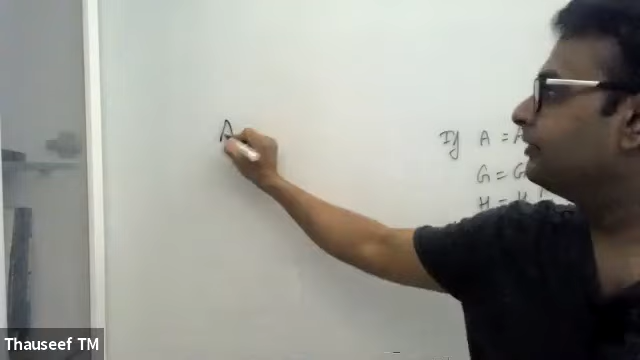 A
If A = A
G = G
H = H
Thauseef TM